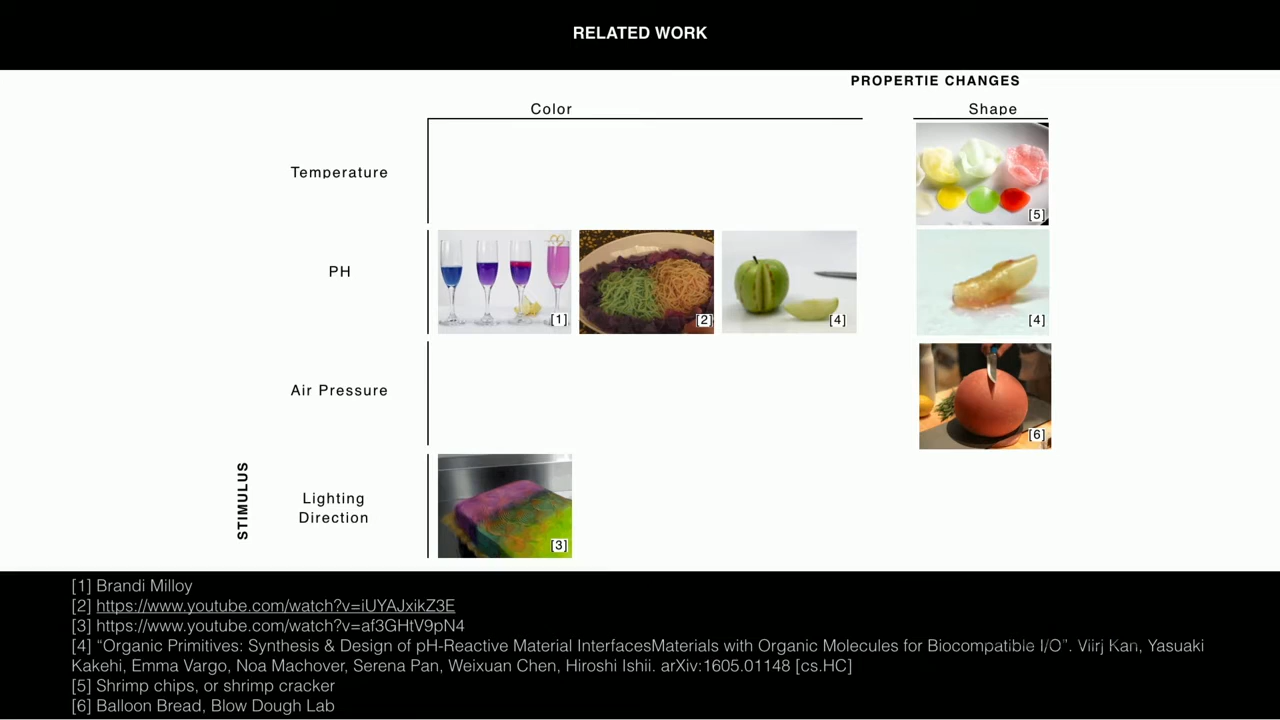 RELATED WORK
PROPERTIE CHANGES
Color
Shape
Temperature
[5]
PH
[1]
[2]
[4]
[4]
Air Pressure
[6]
STIMULUS
Lighting
Direction
[3]
[1] Brandi Milloy
[2] https://www.youtube.com/watch?v=iUYAJxikZ3E
[3] https://www.youtube.com/watch?v=af3GHtV9pN4
[4] “Organic Primitives: Synthesis & Design of pH-Reactive Material InterfacesMaterials with Organic Molecules for Biocompatible I/O”. Viirj Kan, Yasuaki
Kakehi, Emma Vargo, Noa Machover, Serena Pan, Weixuan Chen, Hiroshi Ishii. arXiv:1605.01148 [cs.HC]
[5] Shrimp chips, or shrimp cracker
[6] Balloon Bread, Blow Dough Lab